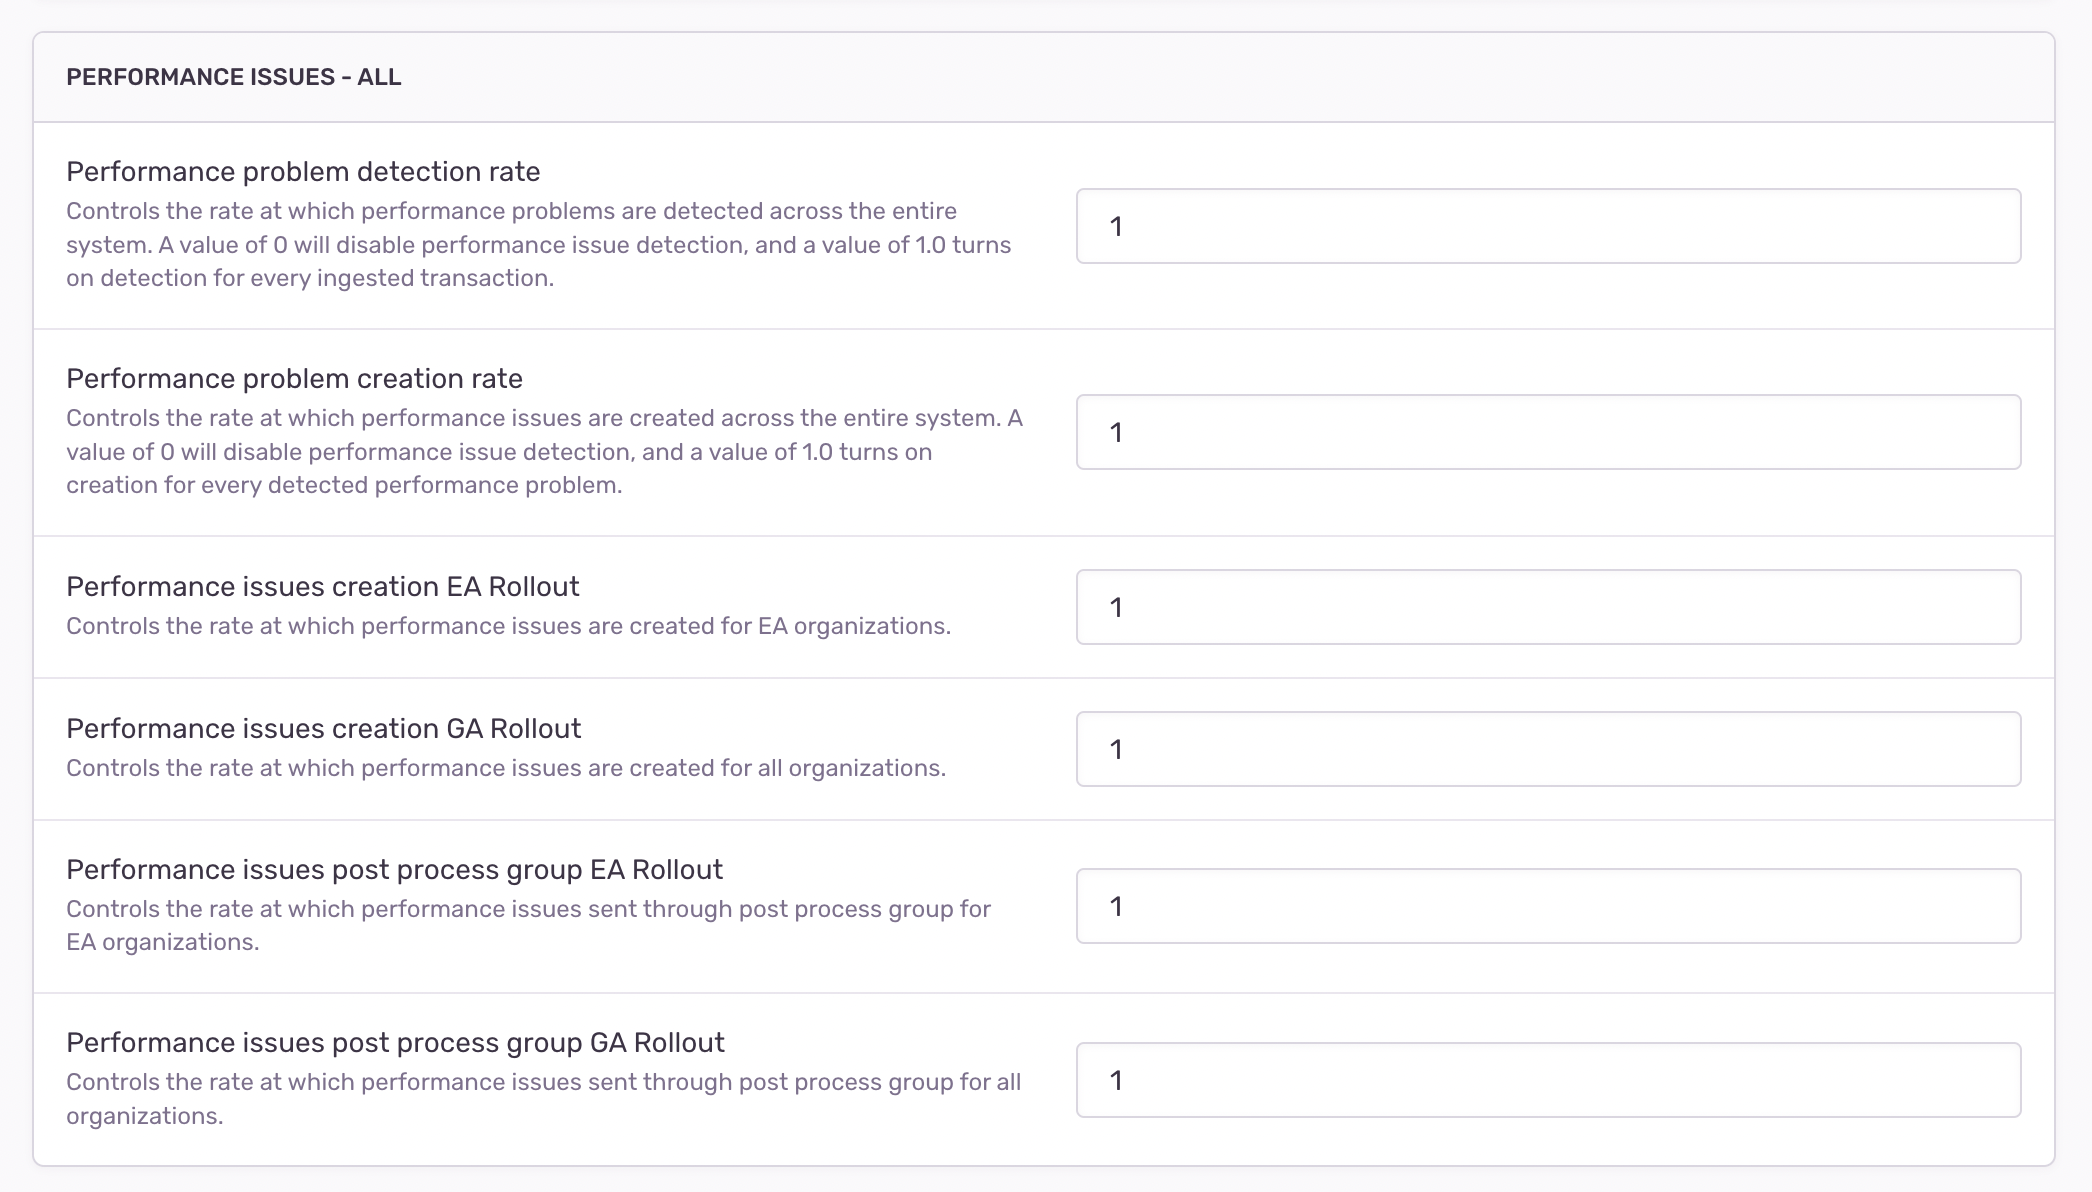 PERFORMANCE ISSUES - ALL
Performance problem detection rate
Controls the rate at which performance problems are detected across the entire
system. A value of 0 will disable performance issue detection, and a value of 1.0 turns
on detection for every ingested transaction.
1
Performance problem creation rate
Controls the rate at which performance issues are created across the entire system. A
value of 0 will disable performance issue detection, and a value of 1.0 turns on
creation for every detected performance problem.
1
Performance issues creation EA Rollout
Controls the rate at which performance issues are created for EA organizations.
1
Performance issues creation GA Rollout
Controls the rate at which performance issues are created for all organizations.
1
Performance issues post process group EA Rollout
Controls the rate at which performance issues sent through post process group for
EA organizations.
1
Performance issues post process group GA Rollout
Controls the rate at which performance issues sent through post process group for all
organizations.
1